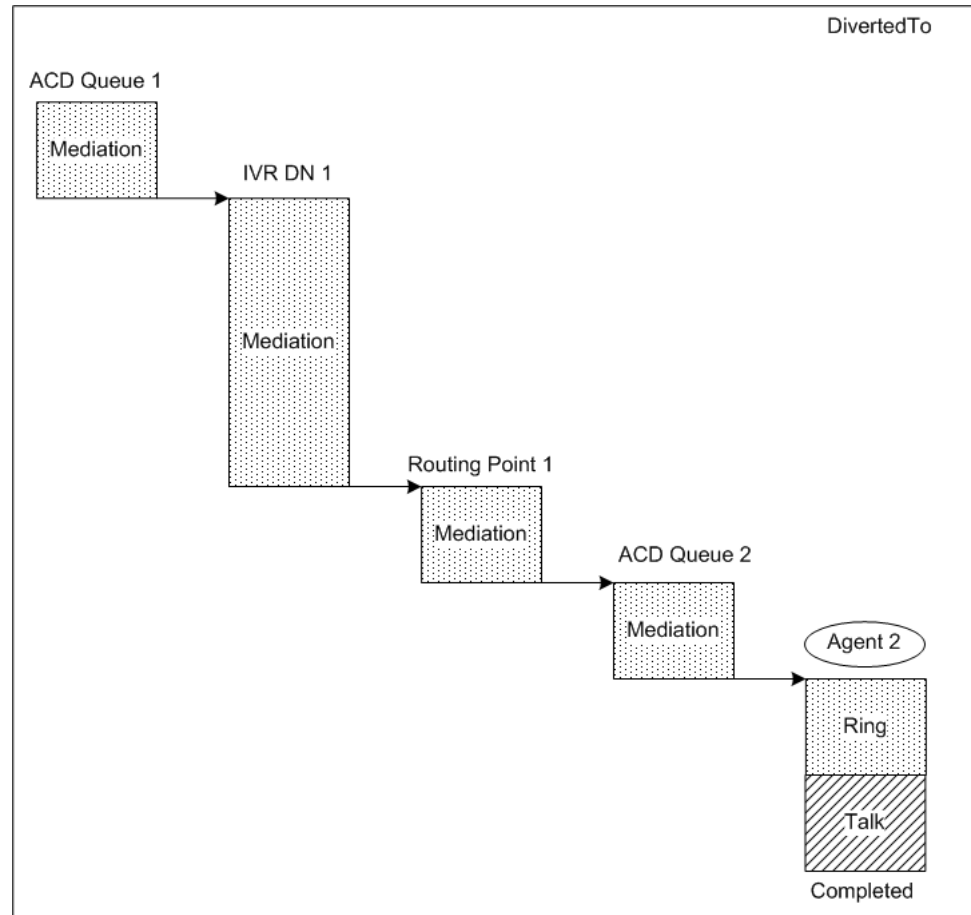 DivertedTo
ACD Queue 1
Mediation
IVR DN 1
Mediation
Routing Point 1
Mediation
ACD Queue 2
Mediation
Agent 2
Ring
Talk
Completed